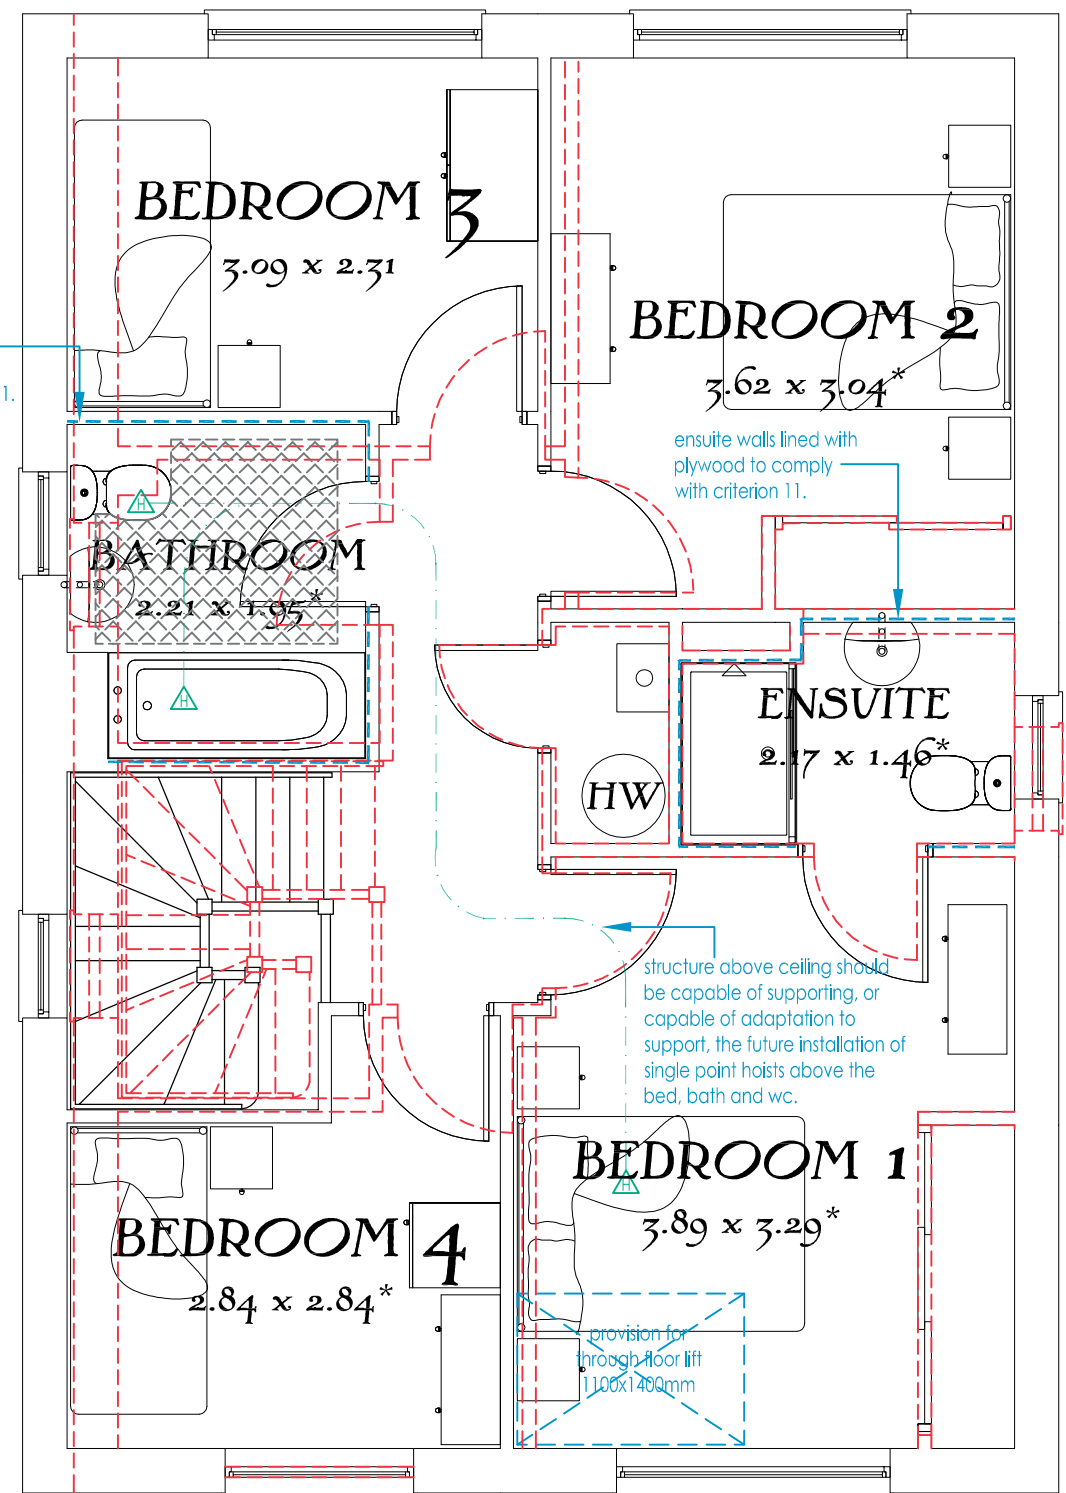 BEDROOM 3
3.09 x 2.31
BEDROOM 2
3.62 x 3.04*
1.
ensuite walls lined with
plywood to comply
with criterion 11.
H
BATHROOM
2.21 x 1.95*
H
ENSUITE
2.17 x 1.46*
HW
structure above ceiling should
be capable of supporting, or
capable of adaptation to
support, the future installation of
single point hoists above the
bed, bath and wc.
BEDROOM 1
H
3.89 x 3.29*
BEDROOM 4
2.84 x 2.84*
provision for
through floor lift
1100x1400mm